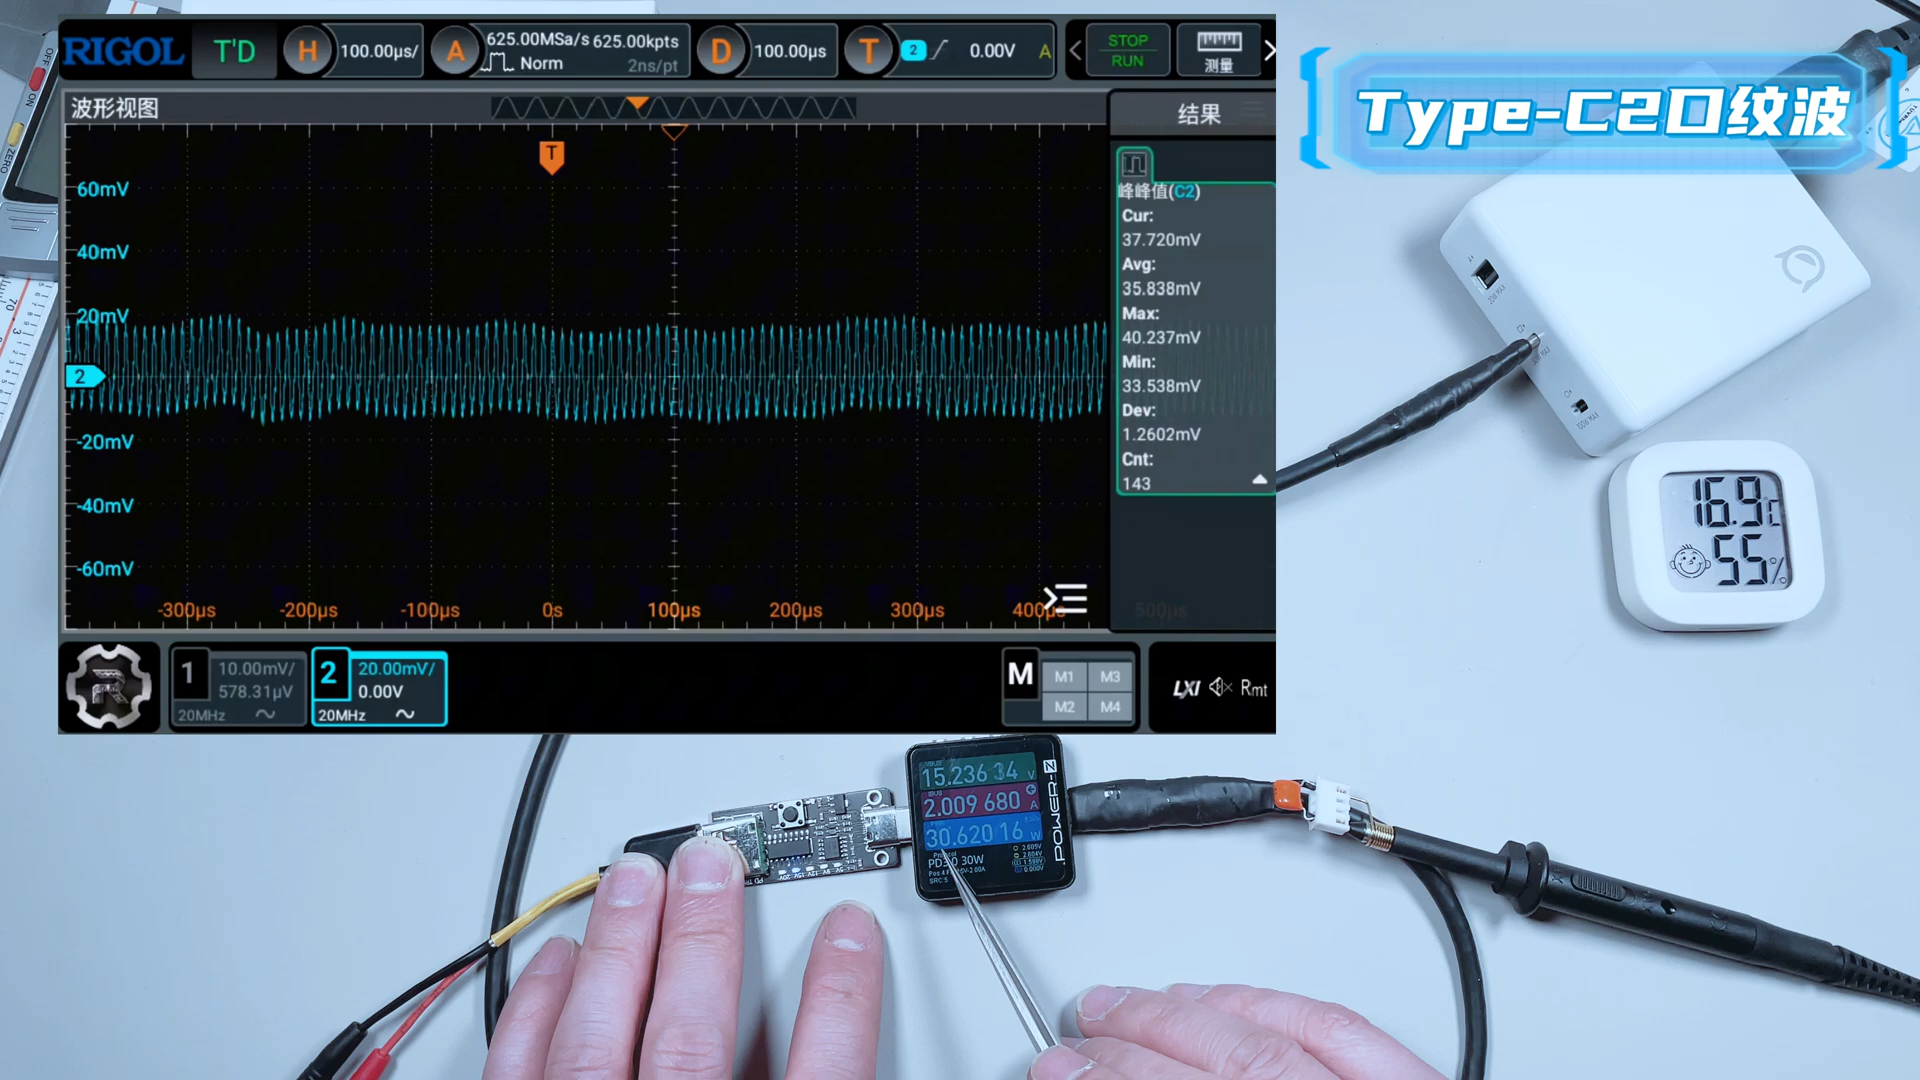 RIGOL
T'D
H
100.00μs/
A
625.00MSa/s
625.00kpts
Norm
2ns/pt
D
100.00μs
T
2
0.00V
A
STOP
RUN
测量
波形视图
T
60mV
40mV
20mV
2
-20mV
-40mV
-60mV
-300μs
-200μs
-100μs
0s
100μs
200μs
300μs
400μs
500μs
结果
峰峰值(C2)
Cur:
37.720mV
Avg:
35.838mV
Max:
40.237mV
Min:
33.538mV
Dev:
1.2602mV
Cnt:
143
R
1
10.00mV/
578.31μV
20MHz
2
20.00mV/
0.00V
20MHz
M
M1
M3
M2
M4
LXI
Rmt
Type-C2口纹波
16.9
55%
15.236 34 V
2.009 680 A
30.620 16 W
PD3.0 30W
POWER-Z
OFF
ON
ZERO